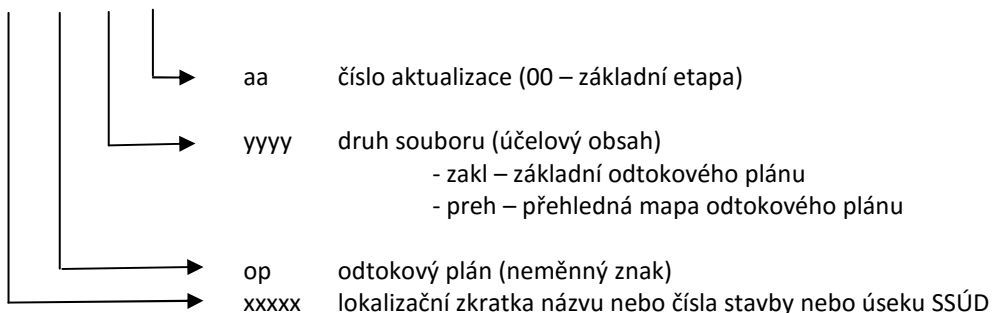 aa číslo aktualizace (00 – základní etapa)
yyyy druh souboru (účelový obsah)
- zakl – základní odtokového plánu
- preh – přehledná mapa odtokového plánu
op odtokový plán (neměnný znak)
xxxxx lokalizační zkratka názvu nebo čísla stavby nebo úseku SSÚD